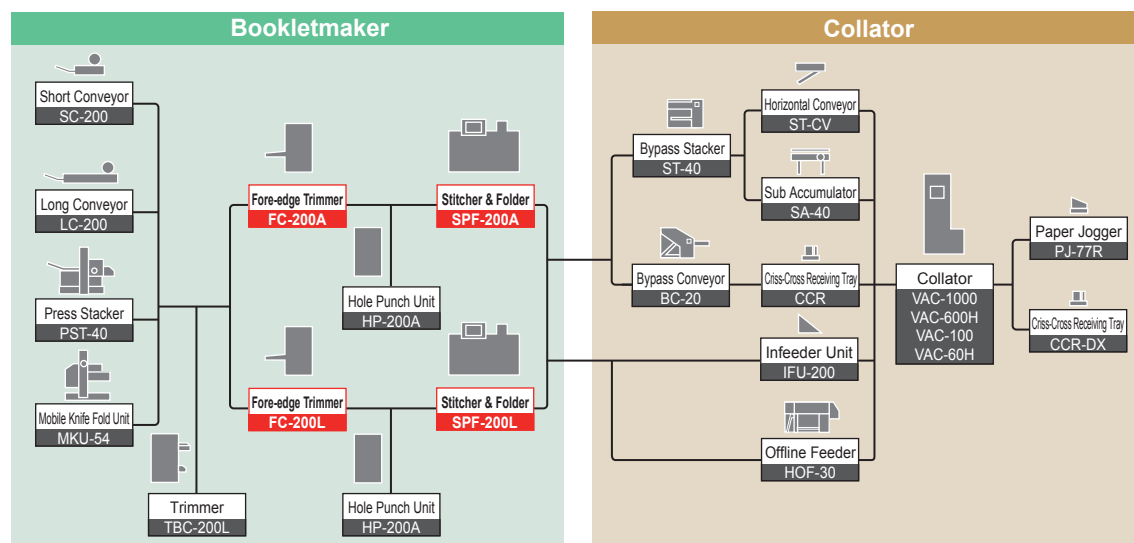 Bookletmaker
Short Conveyor
SC-200
Long Conveyor
LC-200
Press Stacker
PST-40
Mobile Knife Fold Unit
MKU-54
Trimmer
TBC-200L
Fore-edge Trimmer
FC-200A
Hole Punch Unit
HP-200A
Fore-edge Trimmer
FC-200L
Hole Punch Unit
HP-200A
Stitcher & Folder
SPF-200A
Stitcher & Folder
SPF-200L
Collator
Bypass Stacker
ST-40
Horizontal Conveyor
ST-CV
Sub Accumulator
SA-40
Bypass Conveyor
BC-20
Criss-Cross Receiving Tray
CCR
Infeeder Unit
IFU-200
Offline Feeder
HOF-30
Collator
VAC-1000
VAC-600H
VAC-100
VAC-60H
Paper Jogger
PJ-77R
Criss-Cross Receiving Tray
CCR-DX